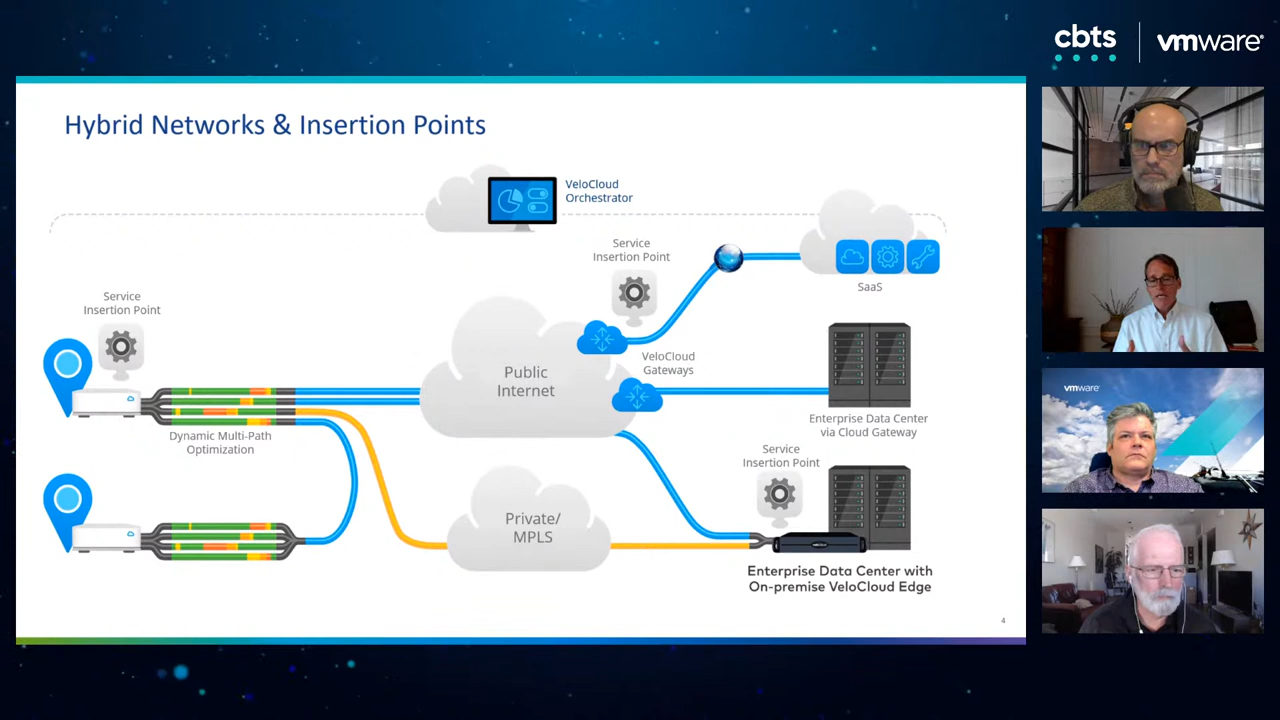 cbts
vmware
Hybrid Networks & Insertion Points
VeloCloud
Orchestrator
Service
Insertion Point
SaaS
Service
Insertion Point
Public
Internet
VeloCloud
Gateways
Dynamic Multi-Path
Optimization
Enterprise Data Center
via Cloud Gateway
Service
Insertion Point
Private/
MPLS
Enterprise Data Center with
On-premise VeloCloud Edge
4
vmware